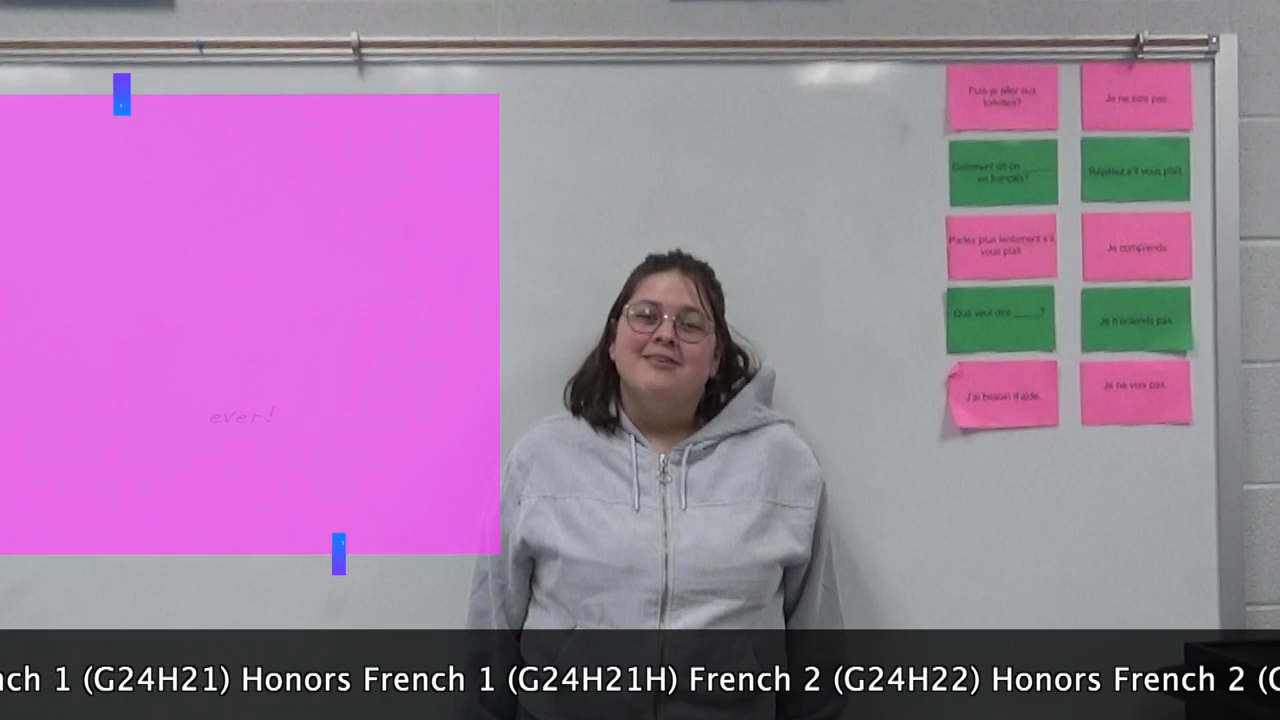 Puis-je aller aux
toilettes?
Je ne sais pas.
Comment dit-on _____
en français?
Répétez s'il vous plaît.
Parlez plus lentement s'il
vous plaît.
Je comprends.
Que veut dire _____?
Je n'entends pas.
J'ai besoin d'aide.
Je ne vois pas.
ever!
nch 1 (G24H21) Honors French 1 (G24H21H) French 2 (G24H22) Honors French 2 (G